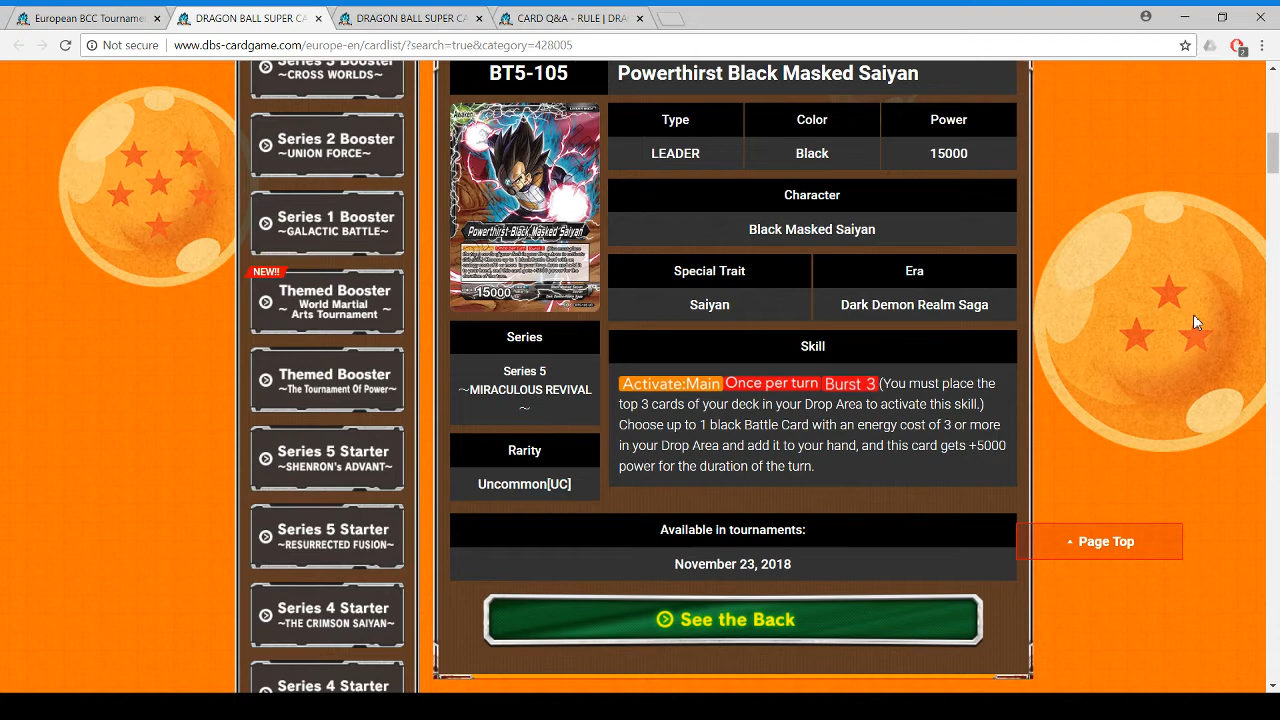 European BCC Tourname
DRAGON BALL SUPER CA
DRAGON BALL SUPER CA
CARD Q&A - RULE | DRA
Not secure
www.dbs-cardgame.com/europe-en/cardlist/?search=true&category=428005
2
Series 3 Booster
~CROSS WORLDS~
Series 2 Booster
~UNION FORCE~
Series 1 Booster
~GALACTIC BATTLE~
NEW!!
Themed Booster
~ World Martial Arts Tournament ~
Themed Booster
~The Tournament Of Power~
Series 5 Starter
~SHENRON's ADVANT~
Series 5 Starter
~RESURRECTED FUSION~
Series 4 Starter
~THE CRIMSON SAIYAN~
Series 4 Starter
BT5-105
Powerthirst Black Masked Saiyan
Awaken
Powerthirst Black Masked Saiyan
15000
Type
Color
Power
LEADER
Black
15000
Character
Black Masked Saiyan
Special Trait
Era
Saiyan
Dark Demon Realm Saga
Series
Series 5
～MIRACULOUS REVIVAL
～
Rarity
Uncommon[UC]
Skill
Activate:Main Once per turn Burst 3 (You must place the
top 3 cards of your deck in your Drop Area to activate this skill.)
Choose up to 1 black Battle Card with an energy cost of 3 or more
in your Drop Area and add it to your hand, and this card gets +5000
power for the duration of the turn.
Available in tournaments:
November 23, 2018
See the Back
Page Top